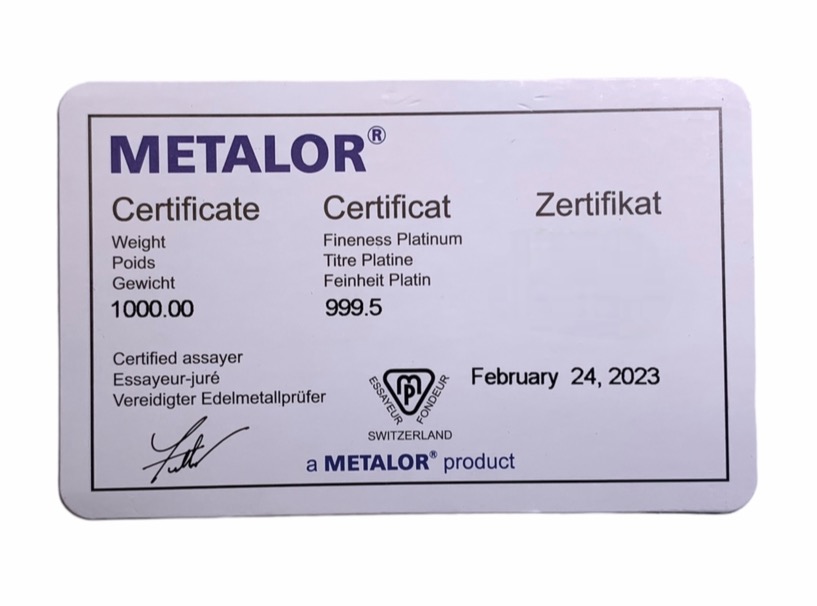 METALOR®
Certificate Certificat Zertifikat
Weight Fineness Platinum
Poids Titre Platine
Gewicht Feinheit Platin
1000.00 999.5
Certified assayer
Essayeur-juré
Vereidigter Edelmetallprüfer
February 24, 2023
MP
ESSAYEUR FONDEUR
SWITZERLAND
a METALOR® product